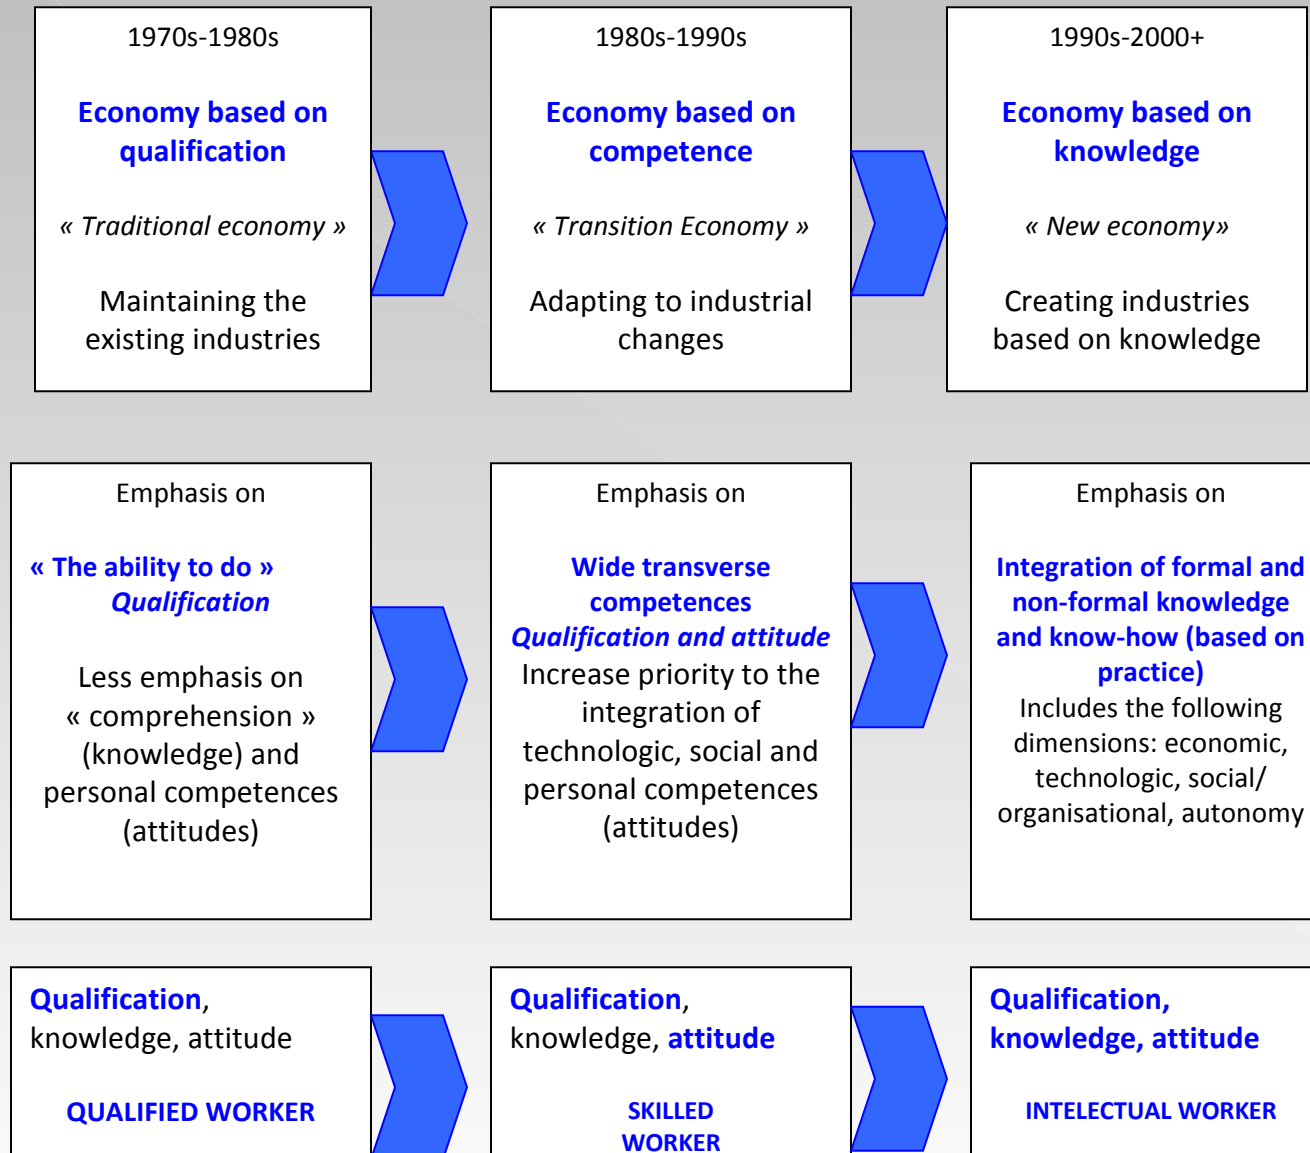 1970s-1980s
Economy based on
qualification
« Traditional economy »
Maintaining the
existing industries
1980s-1990s
Economy based on
competence
« Transition Economy »
Adapting to industrial
changes
1990s-2000+
Economy based on
knowledge
« New economy»
Creating industries
based on knowledge
Emphasis on
« The ability to do »
Qualification
Less emphasis on
« comprehension »
(knowledge) and
personal competences
(attitudes)
Emphasis on
Wide transverse
competences
Qualification and attitude
Increase priority to the
integration of
technologic, social and
personal competences
(attitudes)
Emphasis on
Integration of formal and
non-formal knowledge
and know-how (based on
practice)
Includes the following
dimensions: economic,
technologic, social/
organisational, autonomy
Qualification,
knowledge, attitude
QUALIFIED WORKER
Qualification,
knowledge, attitude
SKILLED
WORKER
Qualification,
knowledge, attitude
INTELECTUAL WORKER